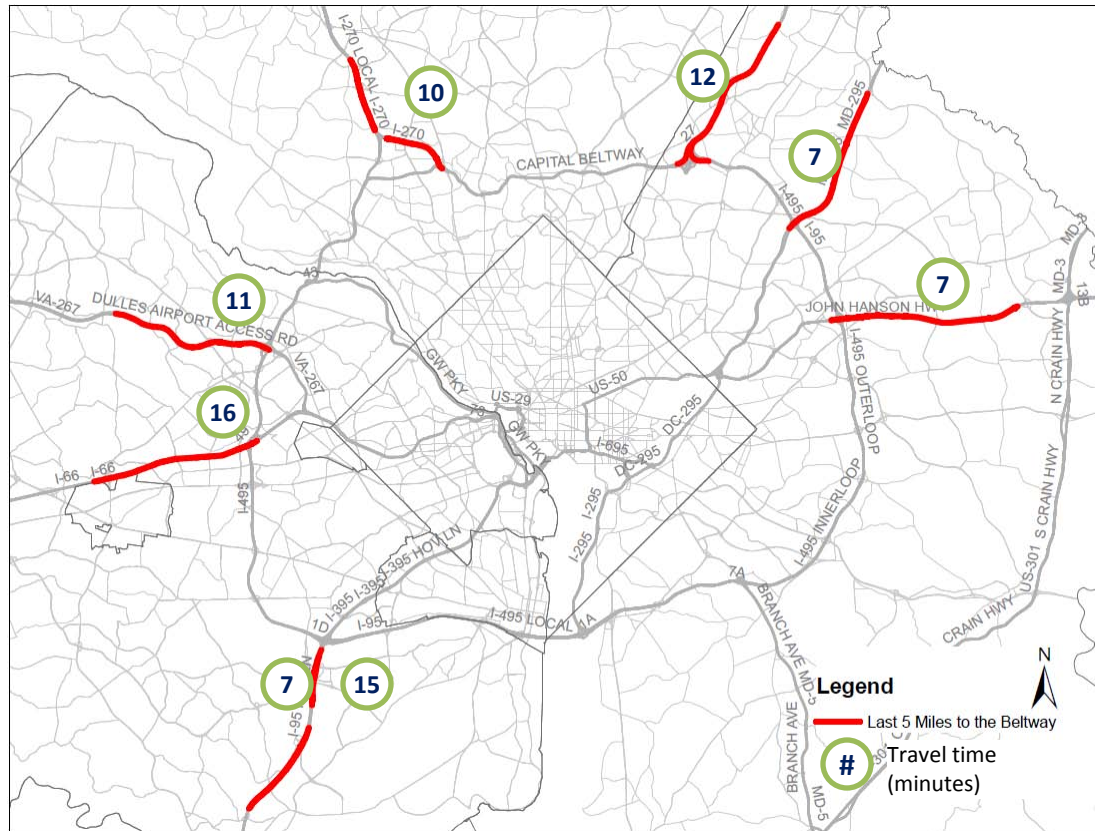 I-270 LOCAL
I-270
I-270
10
12
27
MD-295
7
CAPITAL BELTWAY
I-495
I-95
MD-3
MD-3
13B
7
JOHN HANSON HW
N CRAIN HWY
43
VA-267
11
DULLES AIRPORT ACCESS RD
VA-267
GW PKY
I-495 OUTERLOOP
US-50
US-29
73
16
GW PKY
I-695
DC-295
DC-295
I-66
I-66
I-495
I-295
I-295
I-495 INNERLOOP
US-301
S CRAIN HWY
I-395
I-395
I-395 HOV LN
7A
1D
I-95
I-495 LOCAL
1A
BRANCH AVE
MD-5
CRAIN HWY
7
15
I-95
N
Legend
Last 5 Miles to the Beltway
BRANCH AVE
MD-5
#
Travel time
(minutes)